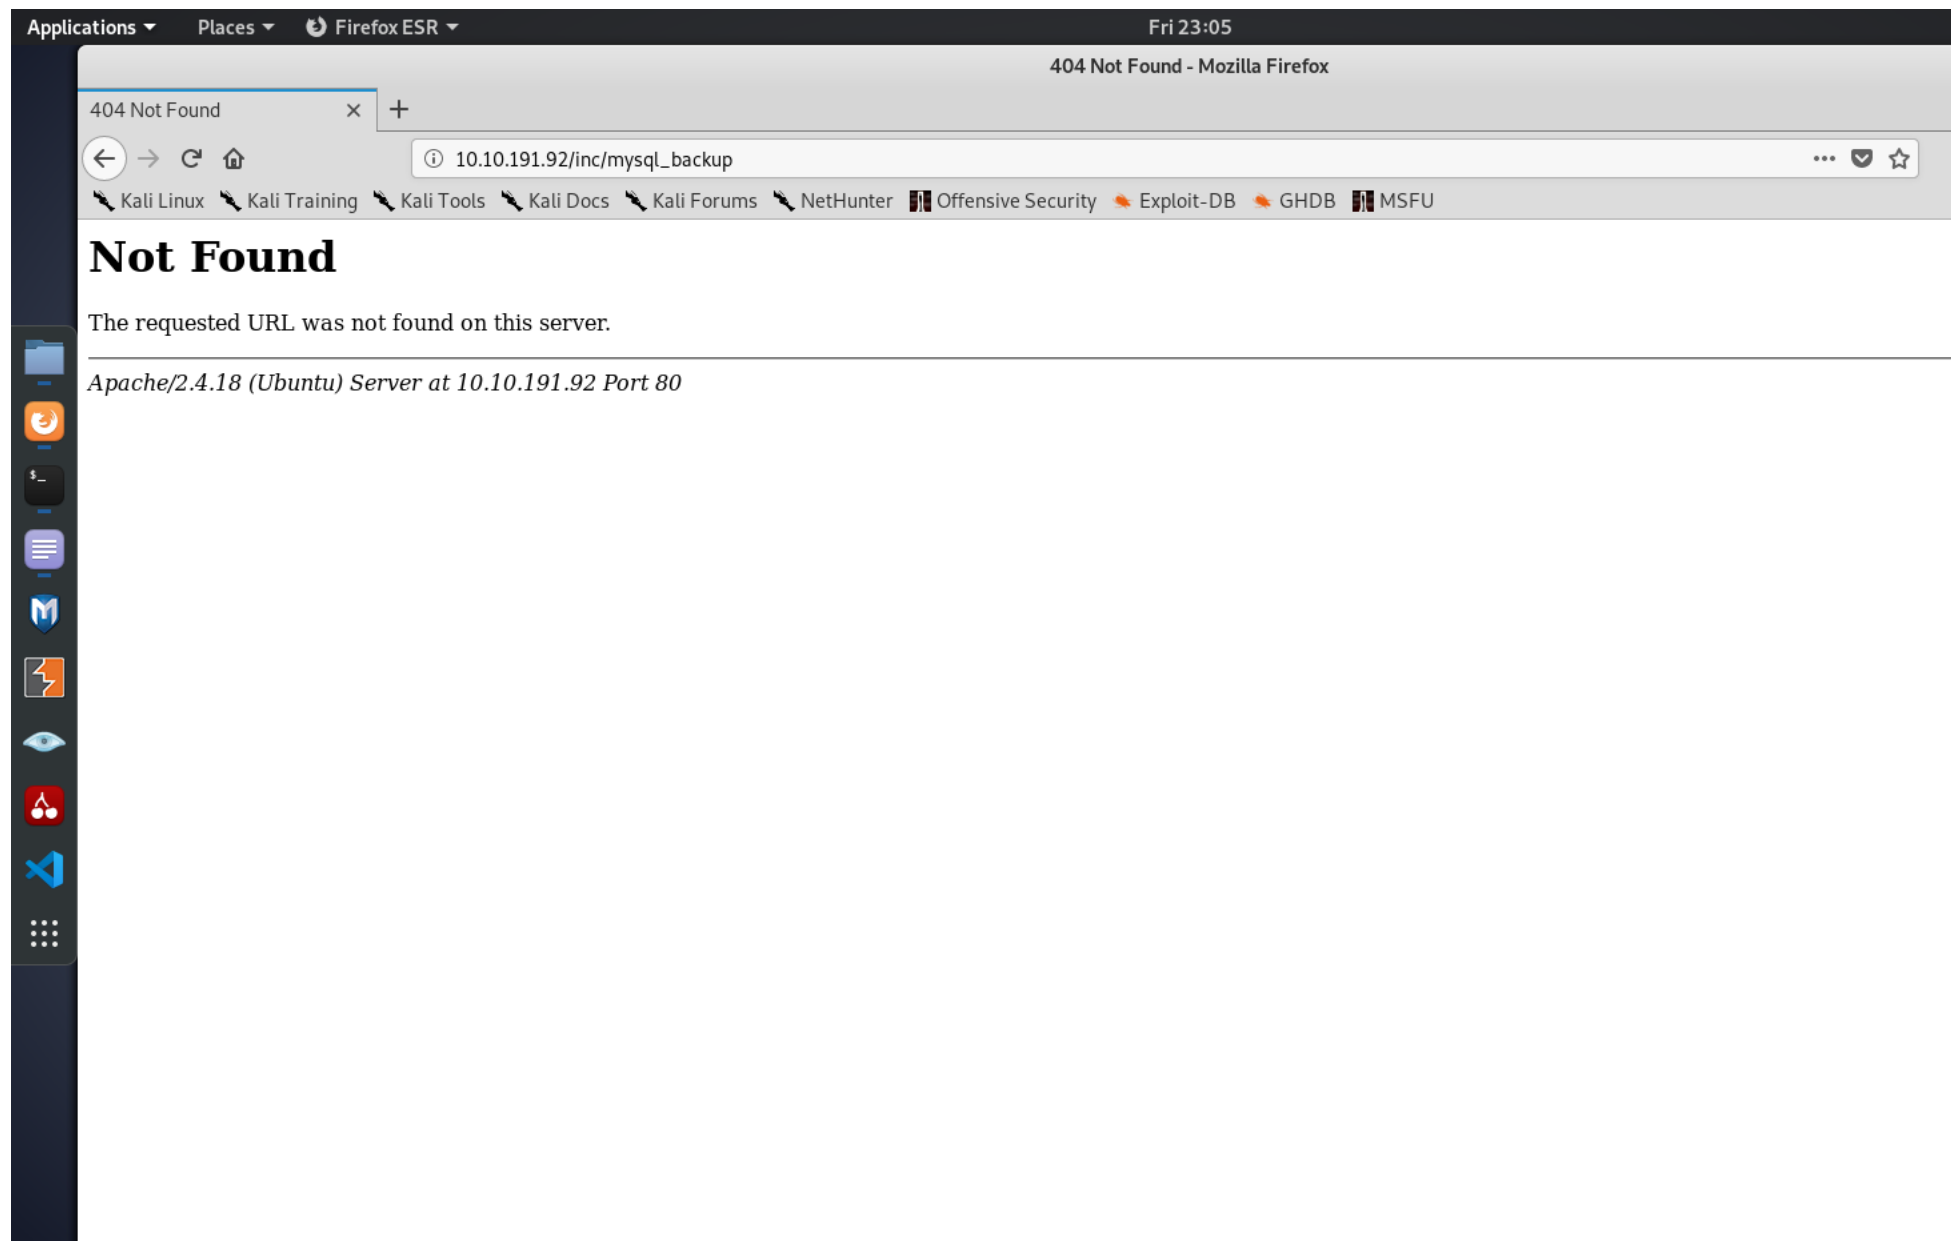 Applications Places Firefox ESR Fri 23:05
404 Not Found - Mozilla Firefox
404 Not Found
10.10.191.92/inc/mysql_backup
Kali Linux Kali Training Kali Tools Kali Docs Kali Forums NetHunter Offensive Security Exploit-DB GHDB MSFU
Not Found
The requested URL was not found on this server.
Apache/2.4.18 (Ubuntu) Server at 10.10.191.92 Port 80
$_